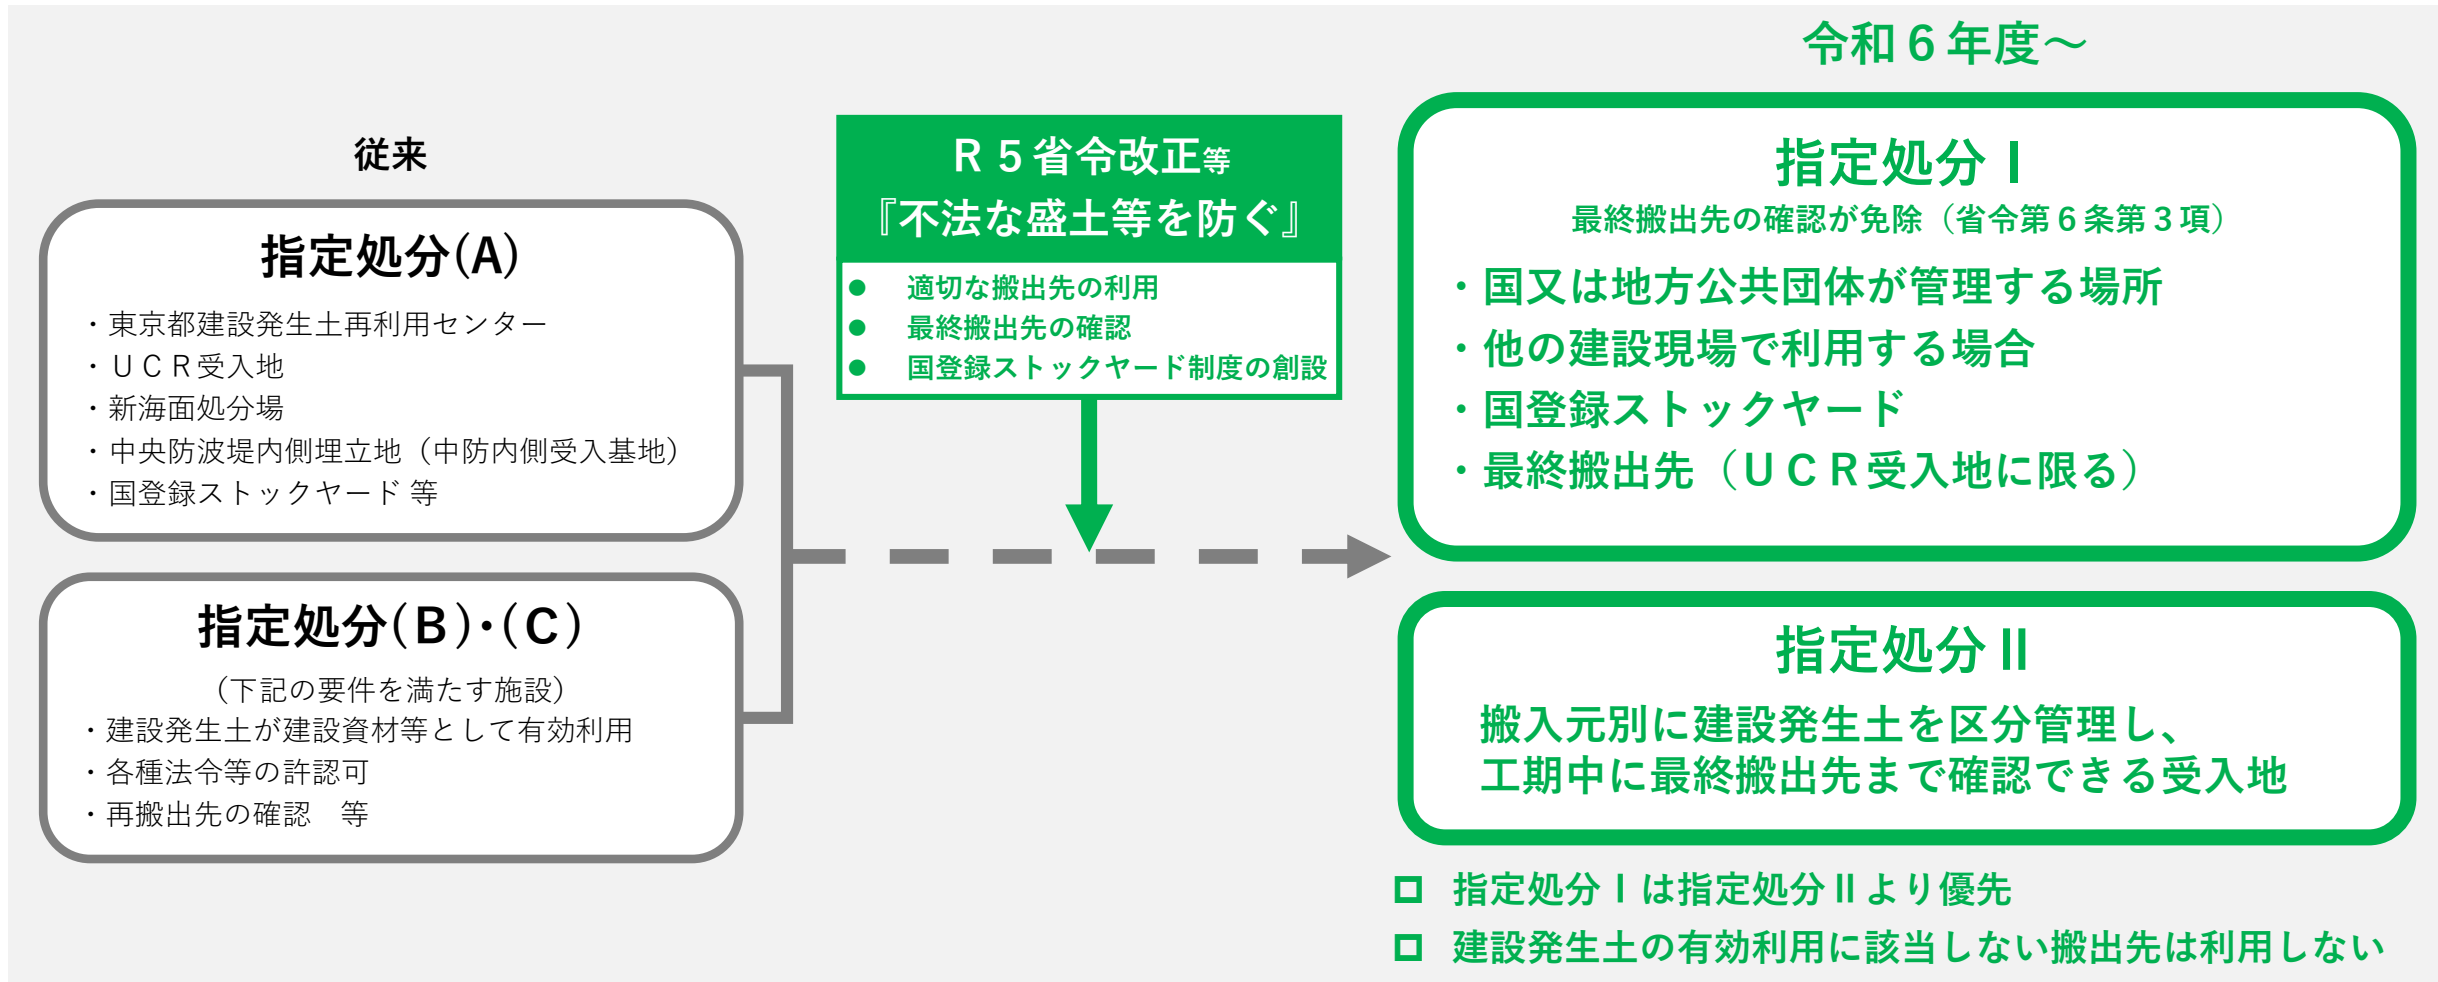 従来
指定処分(A)
・東京都建設発生土再利用センター
・ＵＣＲ受入地
・新海面処分場
・中央防波堤内側埋立地（中防内側受入基地）
・国登録ストックヤード 等
指定処分(Ｂ)・(Ｃ)
（下記の要件を満たす施設）
・建設発生土が建設資材等として有効利用
・各種法令等の許認可
・再搬出先の確認　等
Ｒ５省令改正等
『不法な盛土等を防ぐ』
● 適切な搬出先の利用
● 最終搬出先の確認
● 国登録ストックヤード制度の創設
令和６年度～
指定処分Ⅰ
最終搬出先の確認が免除（省令第６条第３項）
・国又は地方公共団体が管理する場所
・他の建設現場で利用する場合
・国登録ストックヤード
・最終搬出先（ＵＣＲ受入地に限る）
指定処分Ⅱ
搬入元別に建設発生土を区分管理し、
工期中に最終搬出先まで確認できる受入地
□ 指定処分Ⅰは指定処分Ⅱより優先
□ 建設発生土の有効利用に該当しない搬出先は利用しない